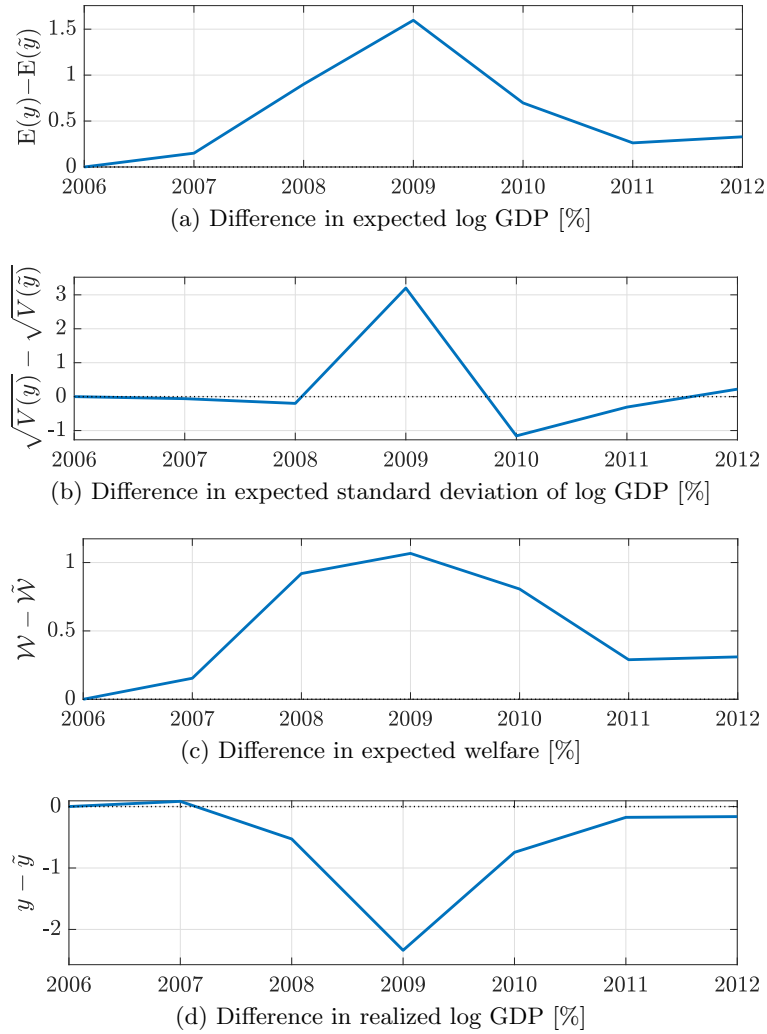 E(y)−E(ỹ)
1.5
1
0.5
0
2006 2007 2008 2009 2010 2011 2012
(a) Difference in expected log GDP [%]
√V(y) − √V(ỹ)
3
2
1
0
-1
2006 2007 2008 2009 2010 2011 2012
(b) Difference in expected standard deviation of log GDP [%]
𝒲 − 𝒲̃
1
0.5
0
2006 2007 2008 2009 2010 2011 2012
(c) Difference in expected welfare [%]
y − ỹ
0
-1
-2
2006 2007 2008 2009 2010 2011 2012
(d) Difference in realized log GDP [%]